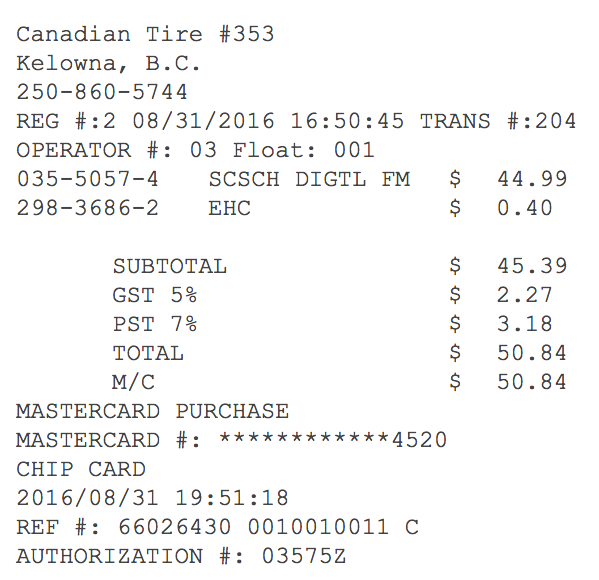 Canadian Tire #353
Kelowna, B.C.
250-860-5744
REG #:2 08/31/2016 16:50:45 TRANS #:204
OPERATOR #: 03 Float: 001
035-5057-4 SCSCH DIGTL FM $ 44.99
298-3686-2 EHC $ 0.40
SUBTOTAL $ 45.39
GST 5% $ 2.27
PST 7% $ 3.18
TOTAL $ 50.84
M/C $ 50.84
MASTERCARD PURCHASE
MASTERCARD #: ************4520
CHIP CARD
2016/08/31 19:51:18
REF #: 66026430 0010010011 C
AUTHORIZATION #: 03575Z